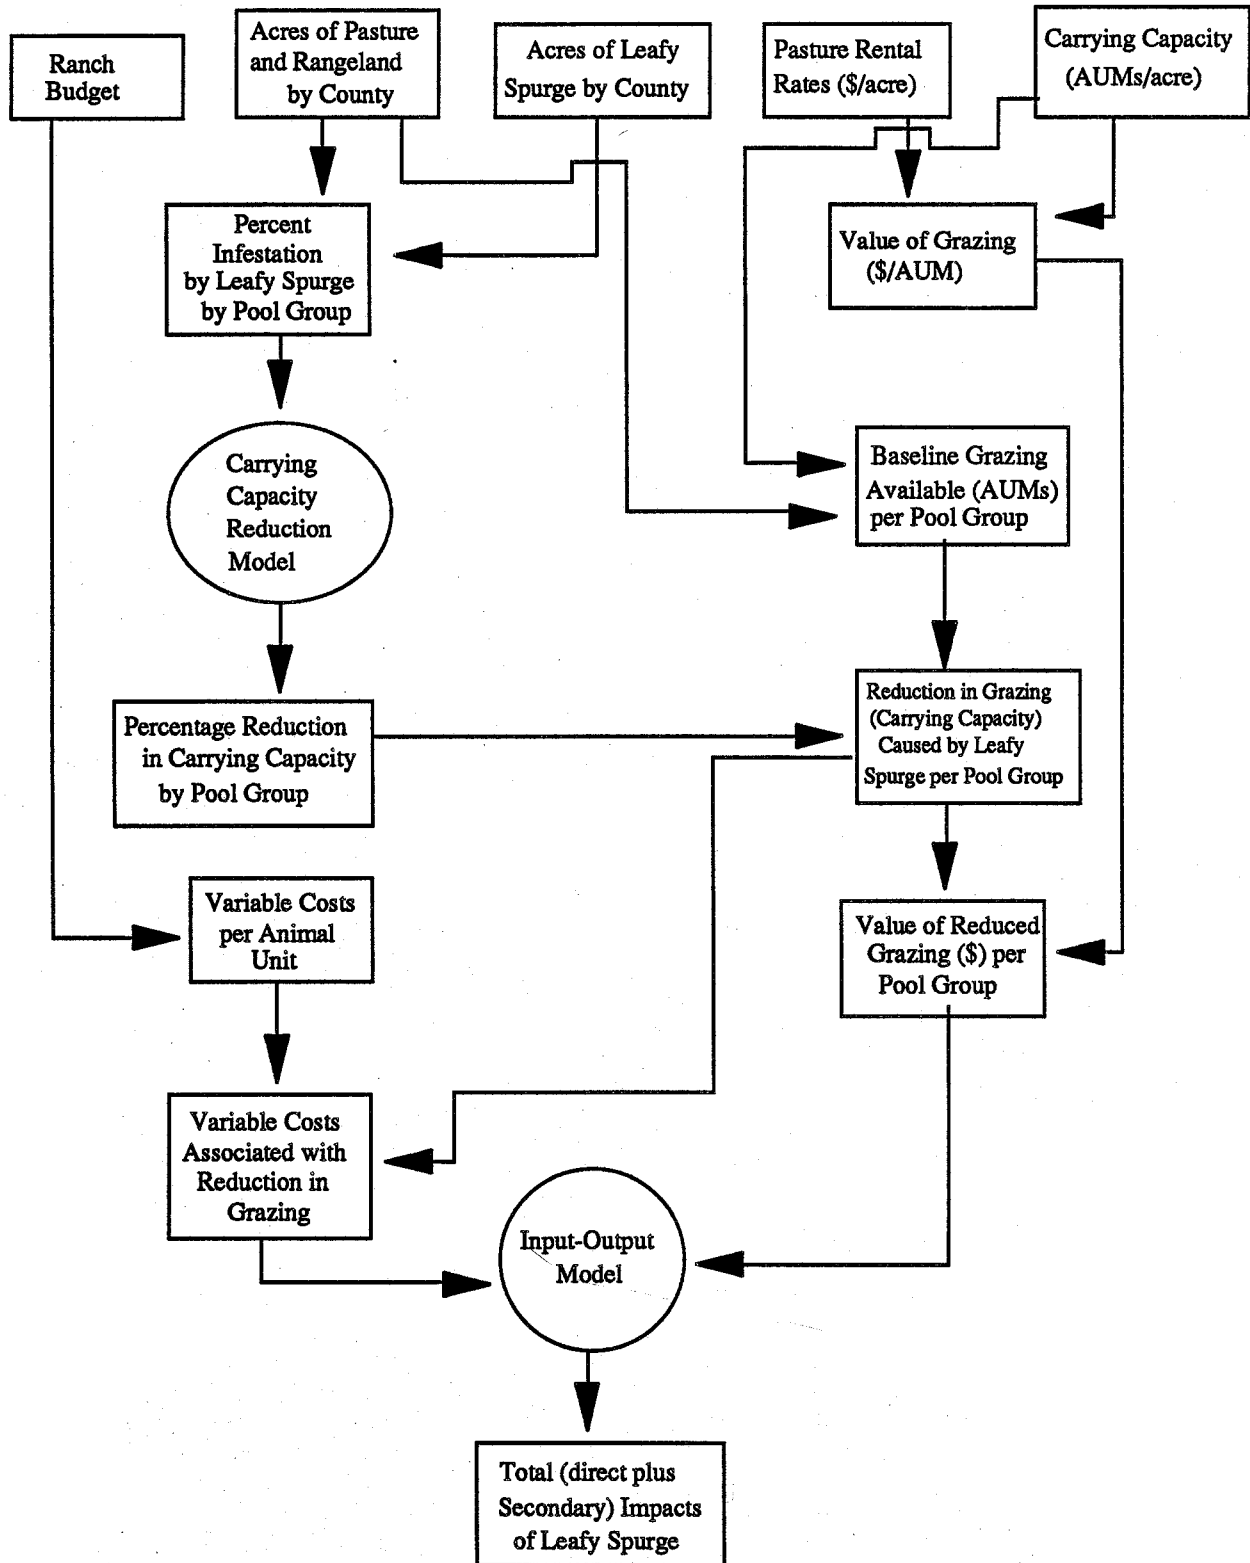 Ranch
Budget
Acres of Pasture
and Rangeland
by County
Acres of Leafy
Spurge by County
Pasture Rental
Rates ($/acre)
Carrying Capacity
(AUMs/acre)
Percent
Infestation
by Leafy Spurge
by Pool Group
Value of Grazing
($/AUM)
Carrying
Capacity
Reduction
Model
Baseline Grazing
Available (AUMs)
per Pool Group
Percentage Reduction
in Carrying Capacity
by Pool Group
Reduction in Grazing
(Carrying Capacity)
Caused by Leafy
Spurge per Pool Group
Variable Costs
per Animal
Unit
Value of Reduced
Grazing ($) per
Pool Group
Variable Costs
Associated with
Reduction in
Grazing
Input-Output
Model
Total (direct plus
Secondary) Impacts
of Leafy Spurge